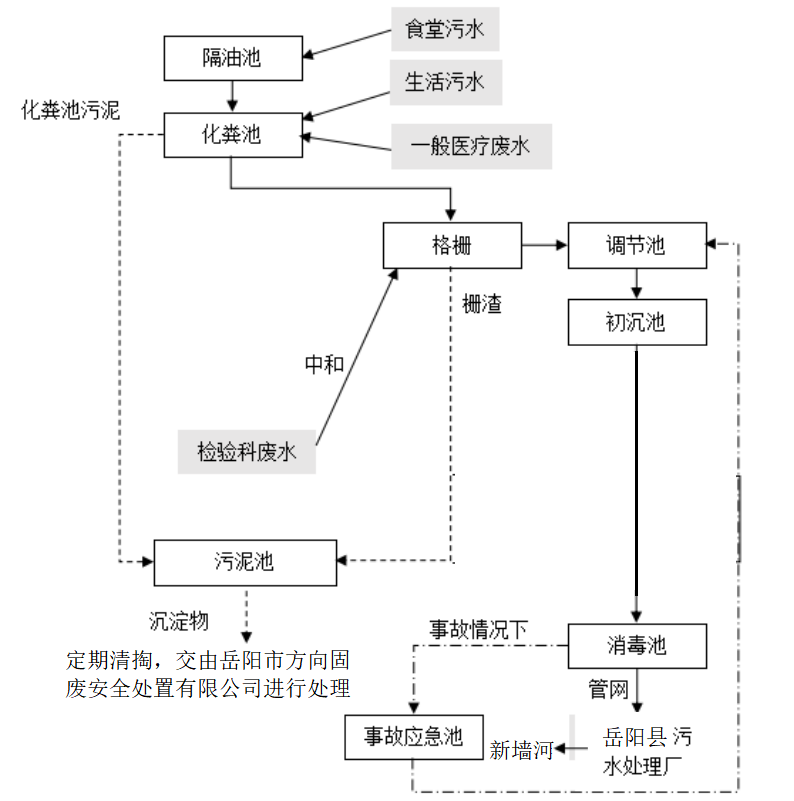 食堂污水
隔油池
生活污水
化粪池污泥
化粪池
一般医疗废水
格栅
调节池
栅渣
初沉池
中和
检验科废水
污泥池
沉淀物
事故情况下
消毒池
定期清掏，交由岳阳市方向固
废安全处置有限公司进行处理
管网
事故应急池
新墙河
岳阳县污
水处理厂